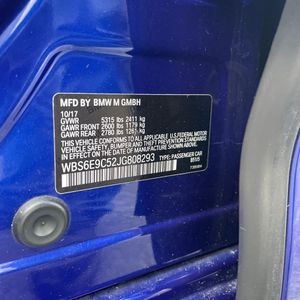 MFD BY BMW M GMBH
10/17
GVWR 5315 lbs 2411 kg
GAWR FRONT 2600 lbs 1179 kg
GAWR REAR 2780 lbs 1261 kg
THIS VEHICLE CONFORMS TO ALL
APPLICABLE U.S. FEDERAL MOTOR
VEHICLE SAFETY, BUMPER, AND THEFT
PREVENTION STANDARDS IN EFFECT ON
THE DATE OF MANUFACTURE SHOWN ABOVE.
WBS6E9C52JG808293 TYPE: PASSENGER CAR